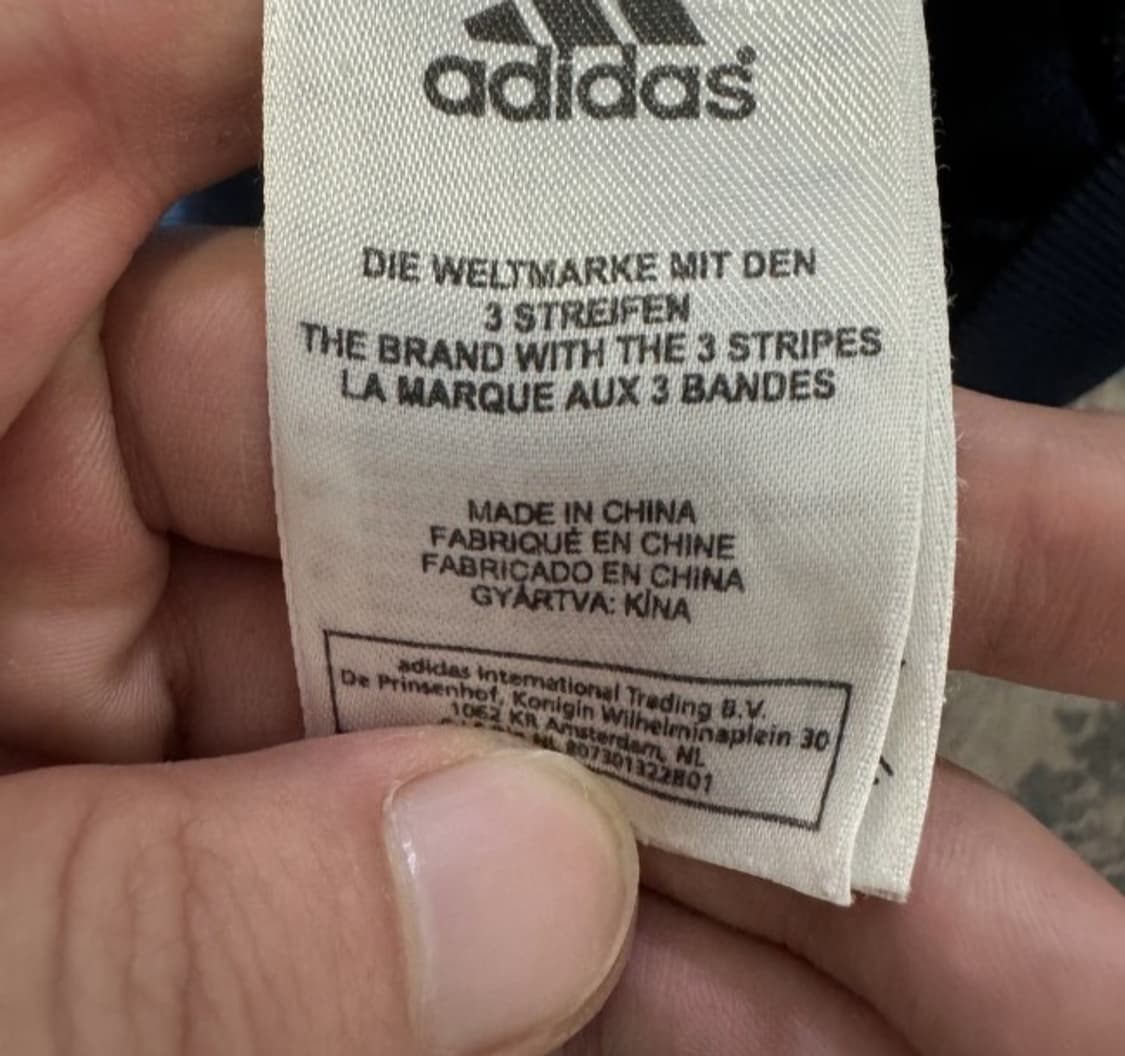 adidas
DIE WELTMARKE MIT DEN
3 STREIFEN
THE BRAND WITH THE 3 STRIPES
LA MARQUE AUX 3 BANDES
MADE IN CHINA
FABRIQUÉ EN CHINE
FABRICADO EN CHINA
GYÁRTVA: KÍNA
adidas International Trading B.V.
De Prinsenhof, Konigin Wilhelminaplein 30
1062 KR Amsterdam, NL
NL 807301322B01